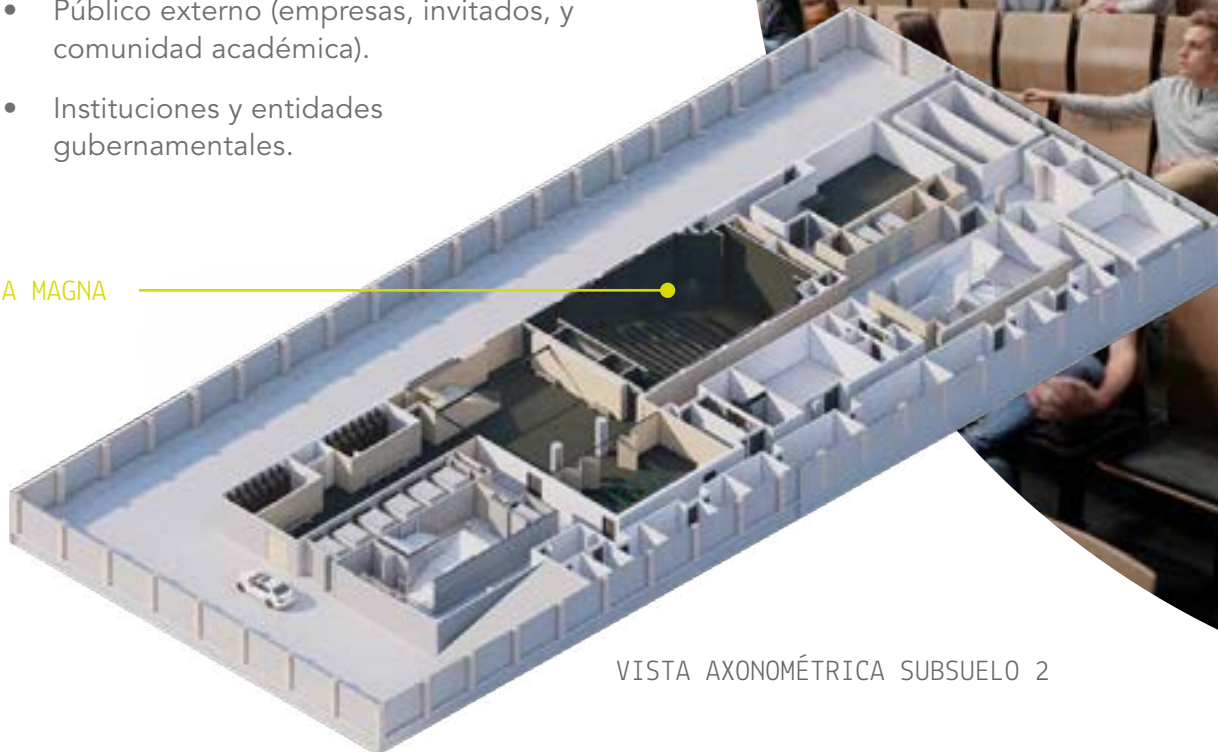 • Público externo (empresas, invitados, y
comunidad académica).
• Instituciones y entidades
gubernamentales.
A MAGNA
VISTA AXONOMÉTRICA SUBSUELO 2